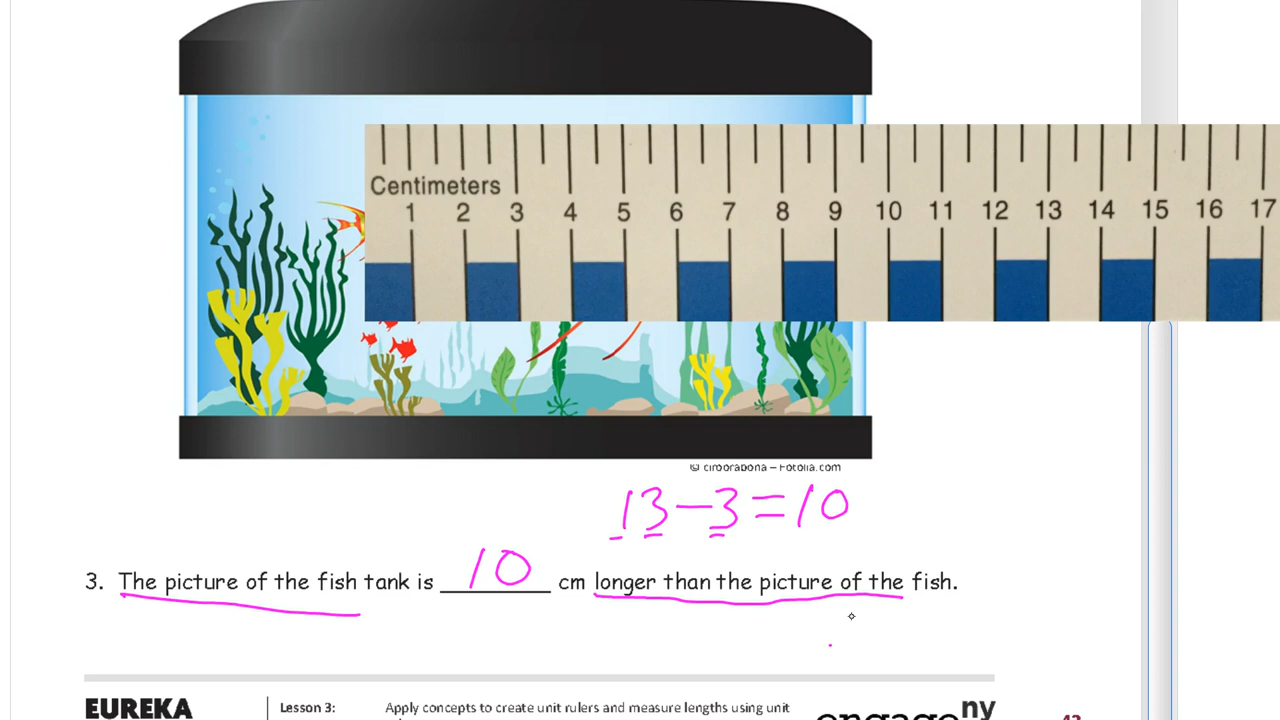 Centimeters
1 2 3 4 5 6 7 8 9 10 11 12 13 14 15 16 17
– Fotolia.com
13-3=10
3. The picture of the fish tank is 10 cm longer than the picture of the fish.
EUREKA
Lesson 3:
Apply concepts to create unit rulers and measure lengths using unit
engage ny